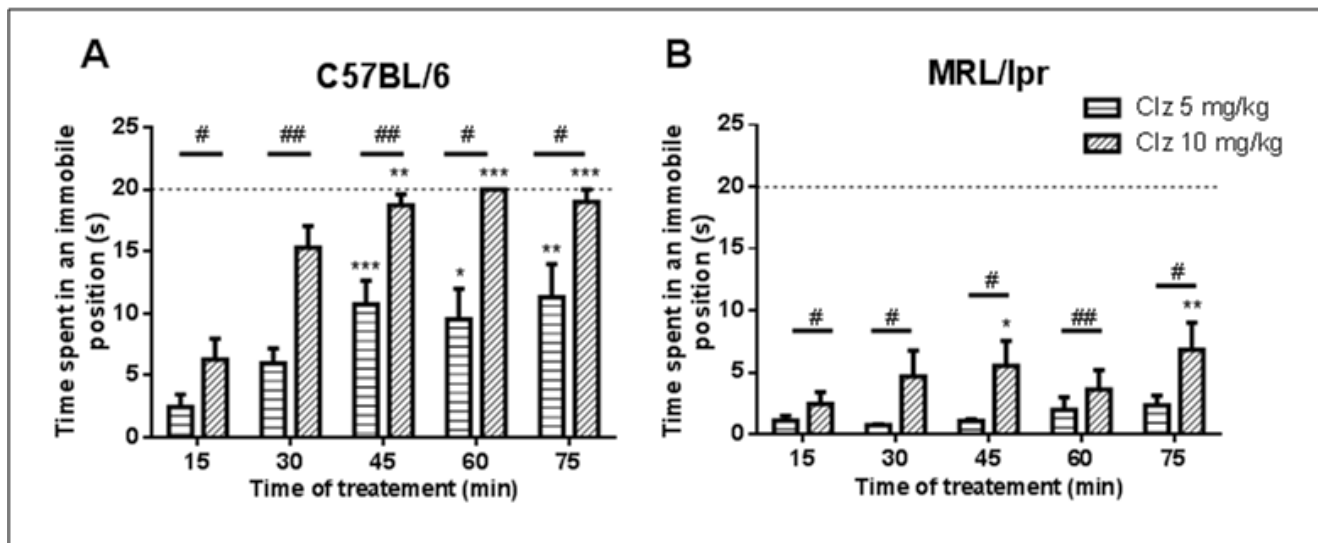 A
C57BL/6
Time spent in an immobile
position (s)
25
20
15
10
5
0
#
##
##
#
#
***
**
*
***
**
***
15 30 45 60 75
Time of treatement (min)
B
MRL/lpr
Clz 5 mg/kg
Clz 10 mg/kg
Time spent in an immobile
position (s)
25
20
15
10
5
0
#
#
#
##
#
*
**
15 30 45 60 75
Time of treatement (min)